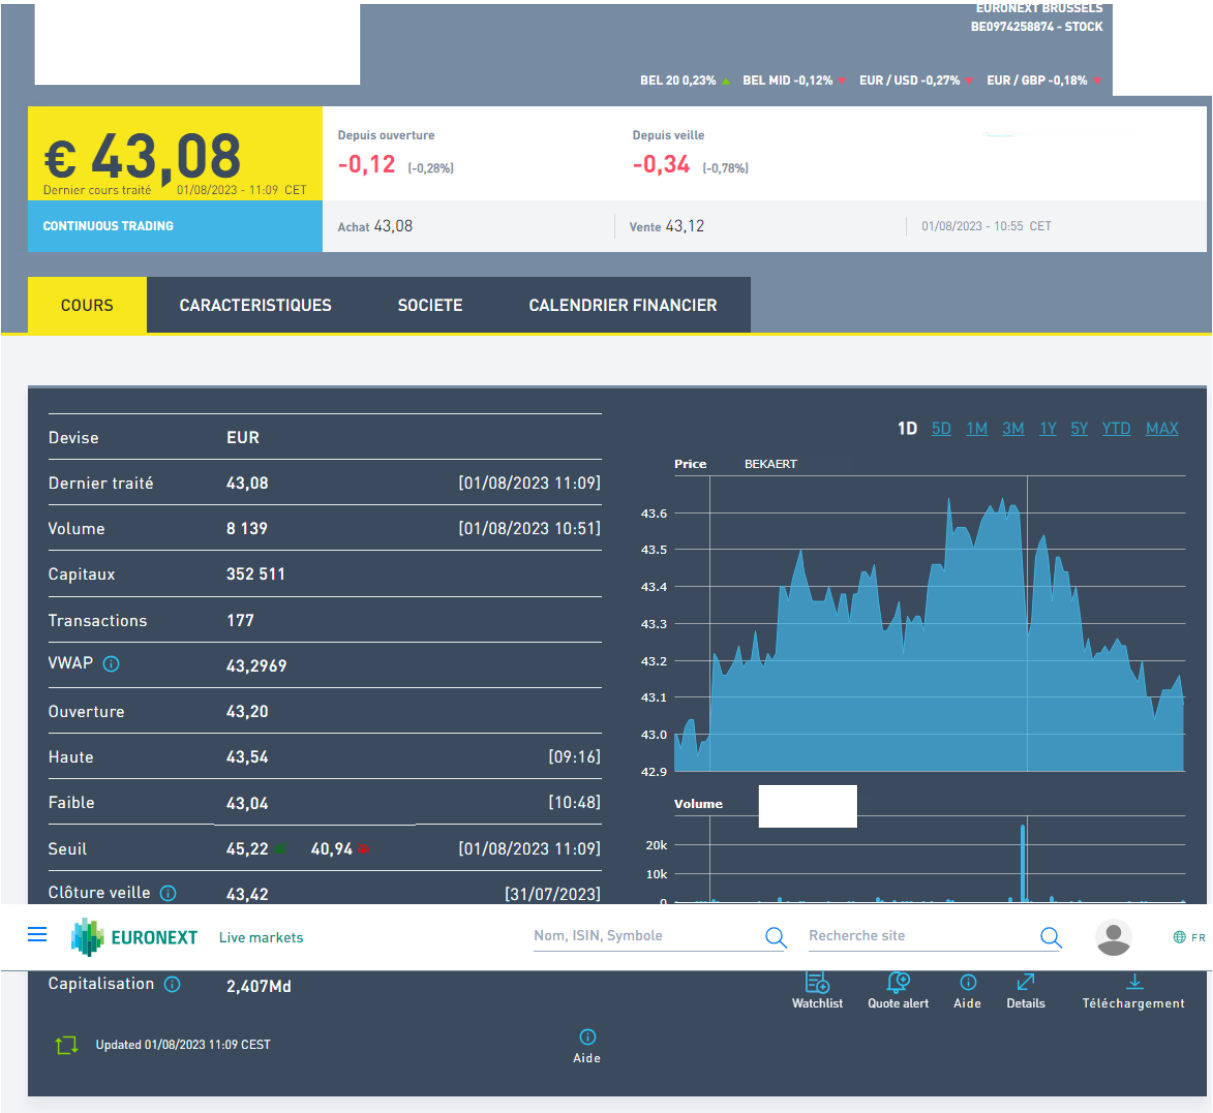 EURONEXT BRUSSELS
BE0974258874 - STOCK
BEL 20 0,23% BEL MID -0,12% EUR / USD -0,27% EUR / GBP -0,18%
€ 43,08
Dernier cours traité 01/08/2023 - 11:09 CET
Depuis ouverture
-0,12 (-0,28%)
Depuis veille
-0,34 (-0,78%)
CONTINUOUS TRADING
Achat 43,08
Vente 43,12
01/08/2023 - 10:55 CET
COURS CARACTERISTIQUES SOCIETE CALENDRIER FINANCIER
Devise EUR
Dernier traité 43,08 [01/08/2023 11:09]
Volume 8 139 [01/08/2023 10:51]
Capitaux 352 511
Transactions 177
VWAP 43,2969
Ouverture 43,20
Haute 43,54 [09:16]
Faible 43,04 [10:48]
Seuil 45,22 40,94 [01/08/2023 11:09]
Clôture veille 43,42 [31/07/2023]
1D 5D 1M 3M 1Y 5Y YTD MAX
Price BEKAERT
43.6
43.5
43.4
43.3
43.2
43.1
43.0
42.9
Volume
20k
10k
0
EURONEXT Live markets Nom, ISIN, Symbole Recherche site FR
Capitalisation 2,407Md
Watchlist Quote alert Aide Details Téléchargement
Updated 01/08/2023 11:09 CEST
Aide